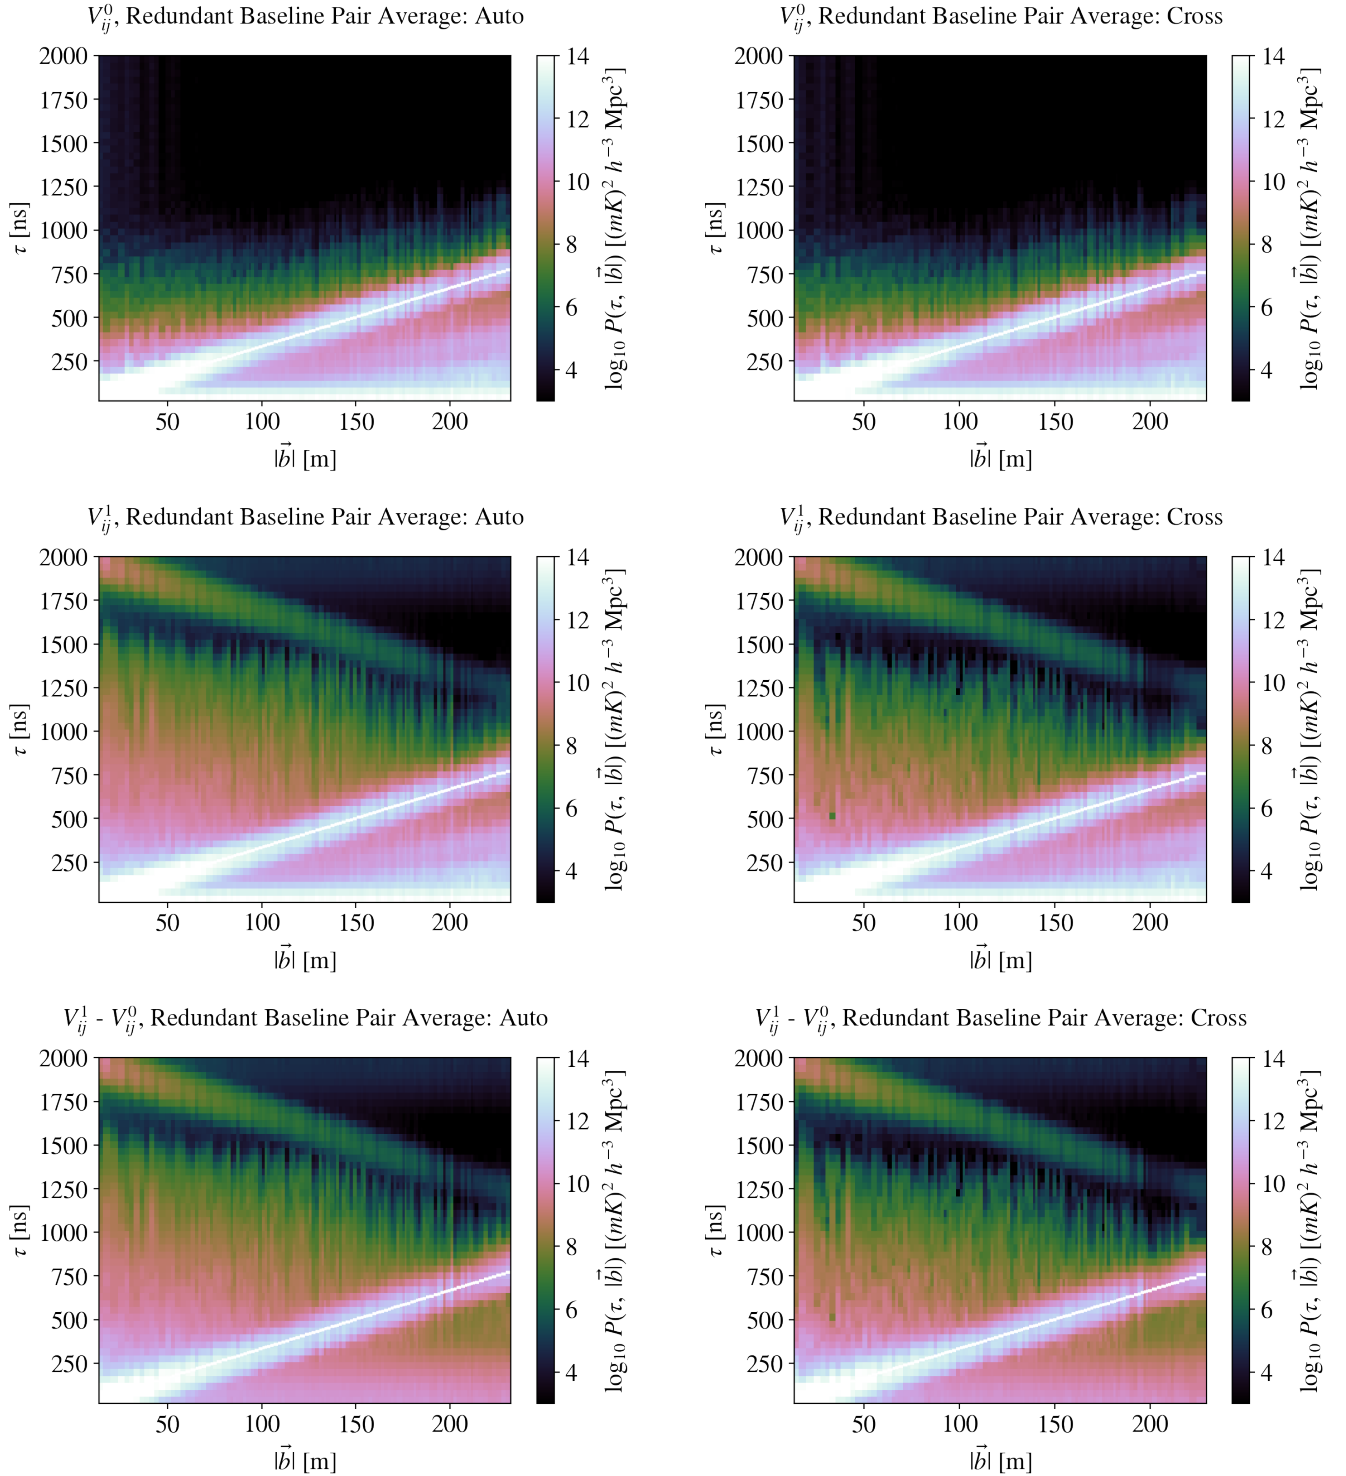 V⁰ᵢⱼ, Redundant Baseline Pair Average: Auto
2000
1750
1500
1250
1000
750
500
250
τ [ns]
50 100 150 200
|b⃗| [m]
14
12
10
8
6
4
log₁₀ P(τ, |b⃗|) [(mK)² h⁻³ Mpc³]
V⁰ᵢⱼ, Redundant Baseline Pair Average: Cross
2000
1750
1500
1250
1000
750
500
250
τ [ns]
50 100 150 200
|b⃗| [m]
14
12
10
8
6
4
log₁₀ P(τ, |b⃗|) [(mK)² h⁻³ Mpc³]
V¹ᵢⱼ, Redundant Baseline Pair Average: Auto
2000
1750
1500
1250
1000
750
500
250
τ [ns]
50 100 150 200
|b⃗| [m]
14
12
10
8
6
4
log₁₀ P(τ, |b⃗|) [(mK)² h⁻³ Mpc³]
V¹ᵢⱼ, Redundant Baseline Pair Average: Cross
2000
1750
1500
1250
1000
750
500
250
τ [ns]
50 100 150 200
|b⃗| [m]
14
12
10
8
6
4
log₁₀ P(τ, |b⃗|) [(mK)² h⁻³ Mpc³]
V¹ᵢⱼ - V⁰ᵢⱼ, Redundant Baseline Pair Average: Auto
2000
1750
1500
1250
1000
750
500
250
τ [ns]
50 100 150 200
|b⃗| [m]
14
12
10
8
6
4
log₁₀ P(τ, |b⃗|) [(mK)² h⁻³ Mpc³]
V¹ᵢⱼ - V⁰ᵢⱼ, Redundant Baseline Pair Average: Cross
2000
1750
1500
1250
1000
750
500
250
τ [ns]
50 100 150 200
|b⃗| [m]
14
12
10
8
6
4
log₁₀ P(τ, |b⃗|) [(mK)² h⁻³ Mpc³]